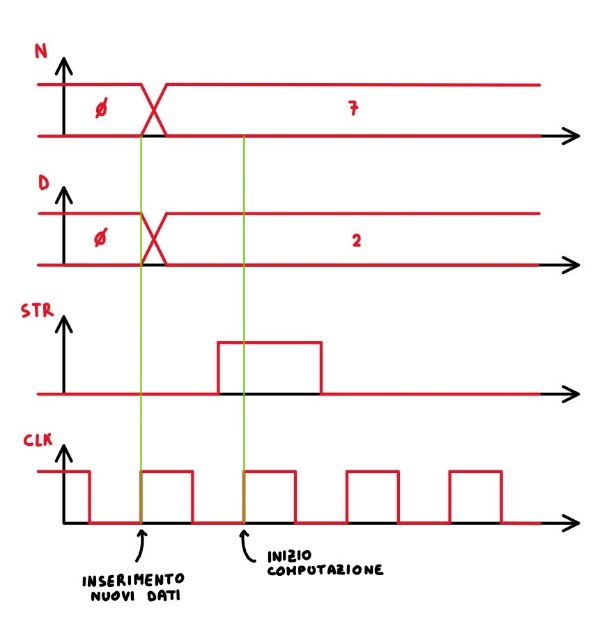 N
ø
7
D
ø
2
STR
CLK
INSERIMENTO
NUOVI DATI
INIZIO
COMPUTAZIONE